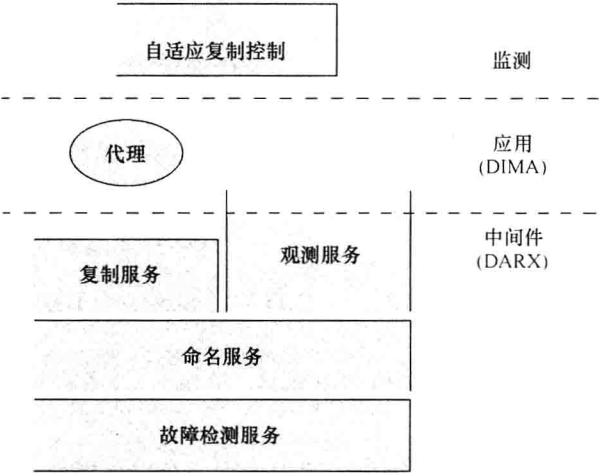 自适应复制控制
监测
代理
应用
(DIMA)
中间件
(DARX)
观测服务
复制服务
命名服务
故障检测服务